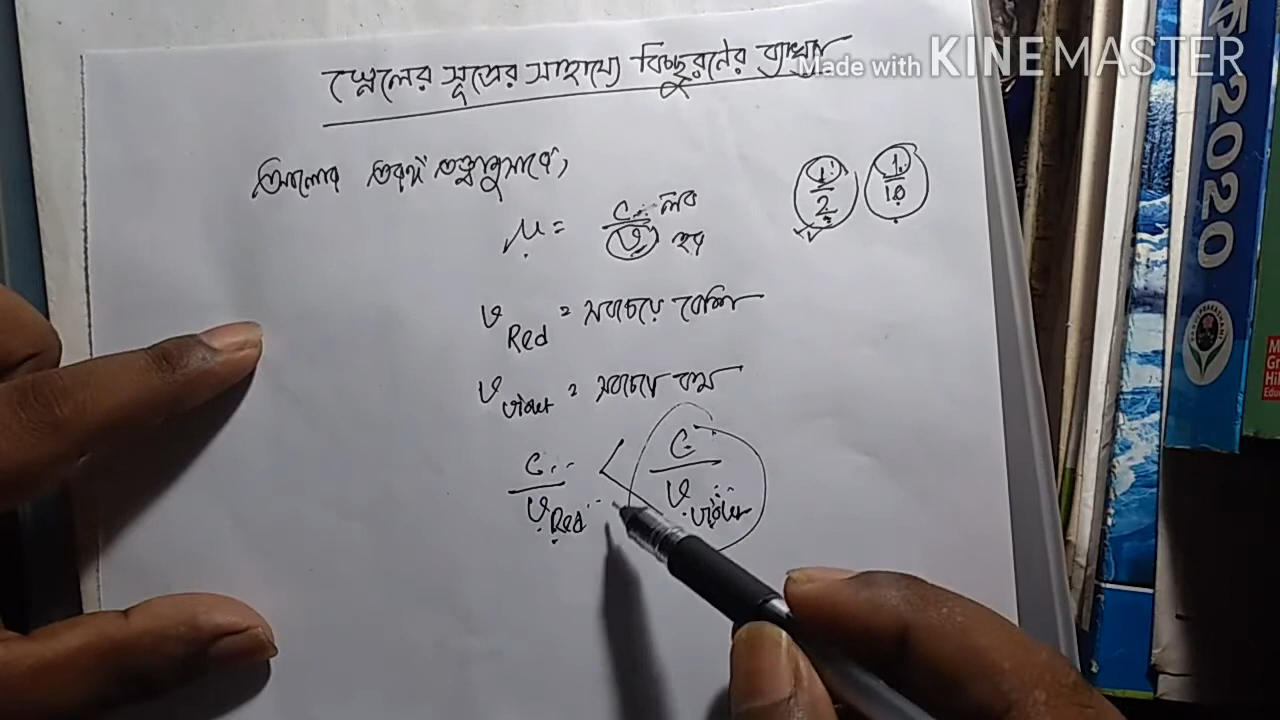 স্নেলের সূত্রের সাহায্যে বিচ্ছুরণের ব্যাখ্যা
Made with KINEMASTER
আলোর তরঙ্গ তত্ত্বানুসারে,
μ = c/v লব হর
1/2 1/10
v Red = সবচেয়ে বেশি
v violet = সবচেয়ে কম
c/v Red < c/v violet
2020